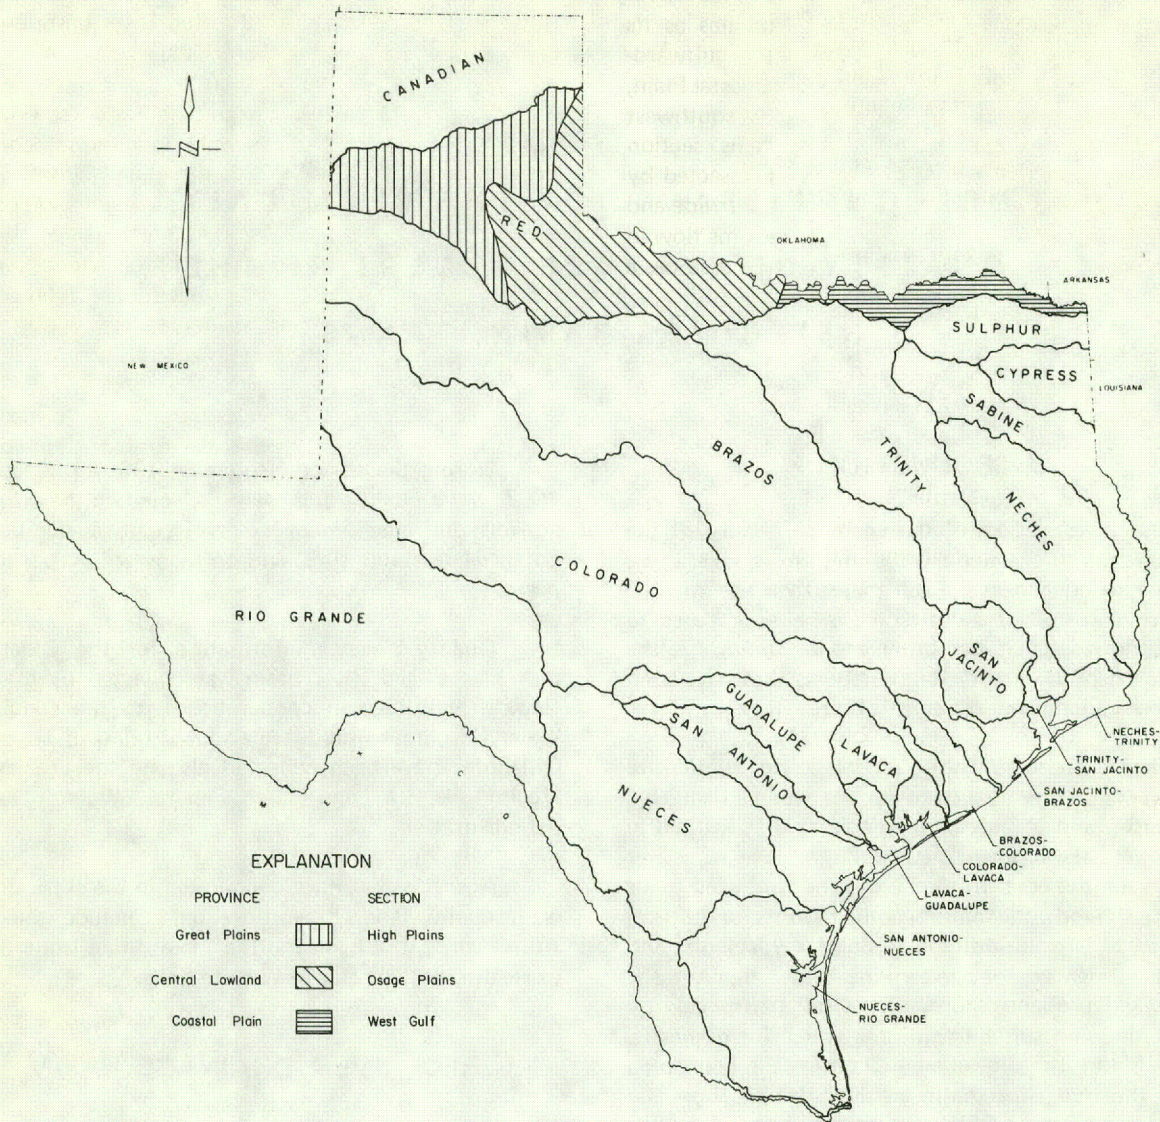 CANADIAN
N
RED
OKLAHOMA
ARKANSAS
SULPHUR
NEW MEXICO
CYPRESS
LOUISIANA
SABINE
BRAZOS
TRINITY
NECHES
COLORADO
RIO GRANDE
SAN
JACINTO
GUADALUPE
SAN ANTONIO
LAVACA
NUECES
NECHES-
TRINITY
TRINITY-
SAN JACINTO
SAN JACINTO-
BRAZOS
BRAZOS-
COLORADO
COLORADO-
LAVACA
LAVACA-
GUADALUPE
SAN ANTONIO-
NUECES
NUECES-
RIO GRANDE
EXPLANATION
PROVINCE SECTION
Great Plains High Plains
Central Lowland Osage Plains
Coastal Plain West Gulf